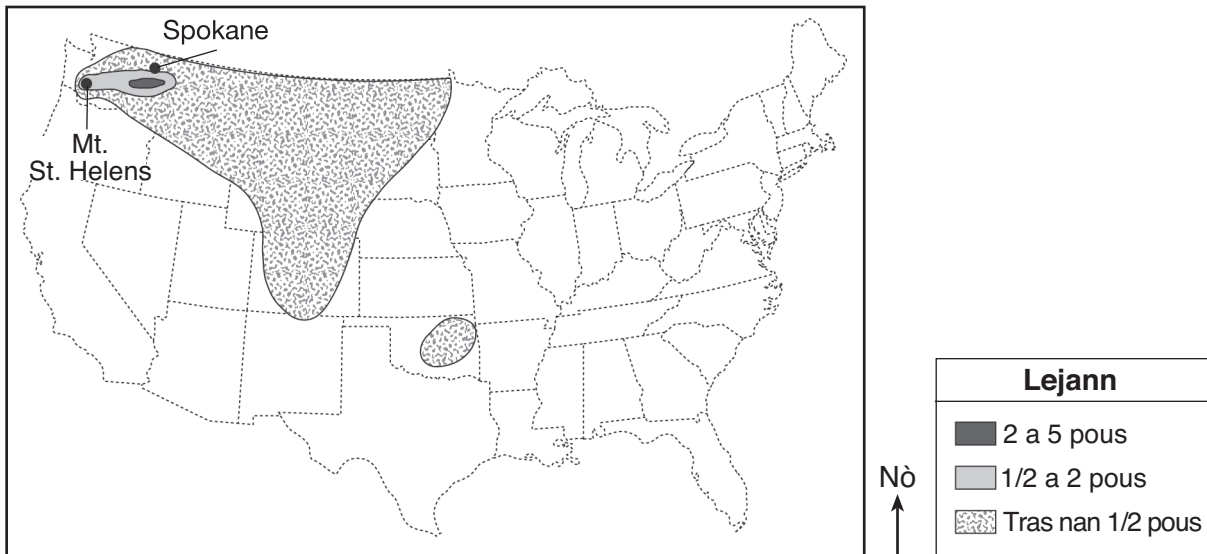 Spokane
Mt.
St. Helens
Nò
Lejann
2 a 5 pous
1/2 a 2 pous
Tras nan 1/2 pous